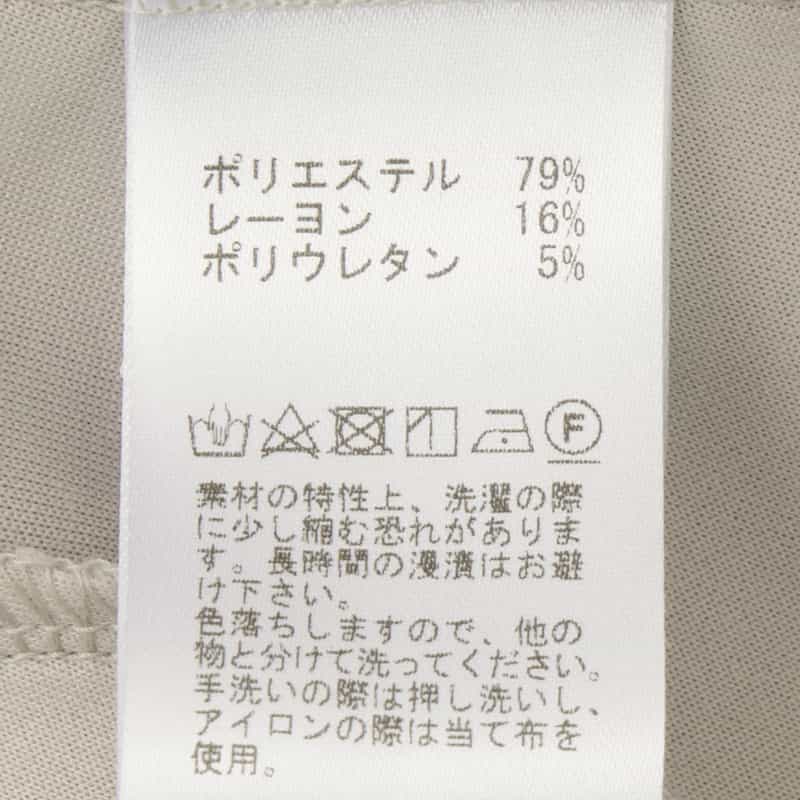 ポリエステル 79%
レーヨン 16%
ポリウレタン 5%
F
素材の特性上、洗濯の際
に少し縮む恐れがありま
す。長時間の浸漬はお避
け下さい。
色落ちしますので、他の
物と分けて洗ってください。
手洗いの際は押し洗いし、
アイロンの際は当て布を
使用。